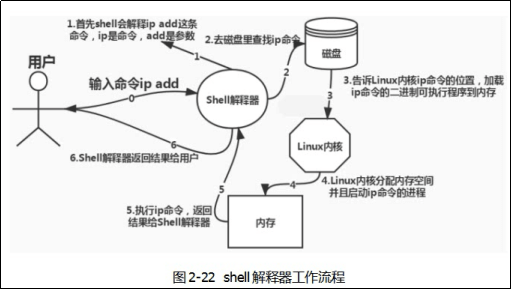 1.首先shell会解释ip add这条
命令，ip是命令，add是参数
2.去磁盘里查找ip命令
磁盘
用户
1
2
输入命令ip add
0
Shell解释器
3.告诉Linux内核ip命令的位置，加载
ip命令的二进制可执行程序到内存
3
Linux内核
6
6.Shell解释器返回结果给用户
5
4
4.Linux内核分配内存空间
并且启动ip命令的进程
5.执行ip命令，返回
结果给Shell解释器
内存
图 2-22 shell 解释器工作流程